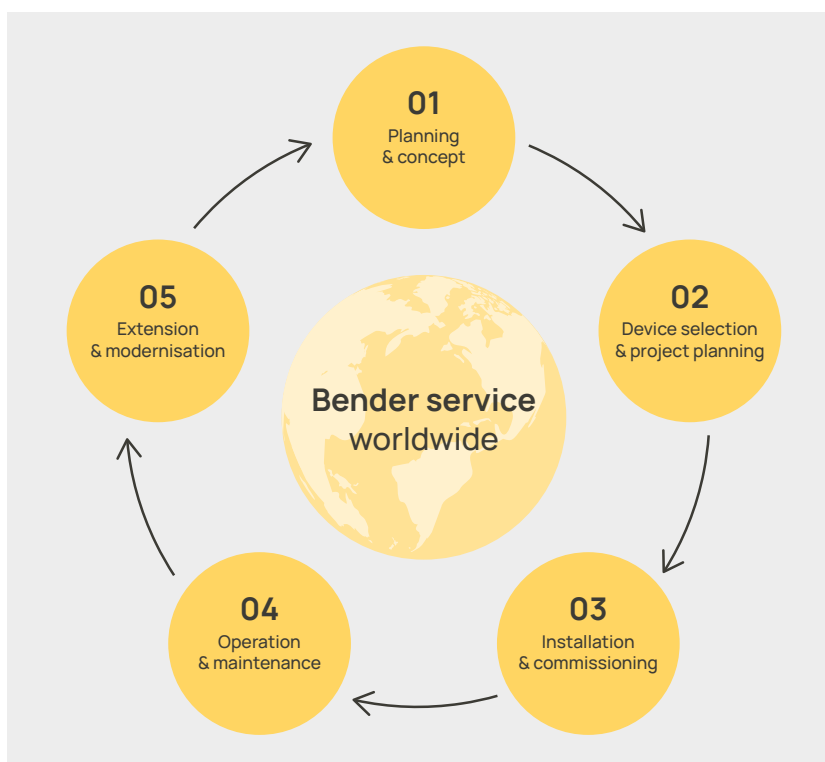 01
Planning
& concept
02
Device selection
& project planning
03
Installation
& commissioning
04
Operation
& maintenance
05
Extension
& modernisation
Bender service
worldwide